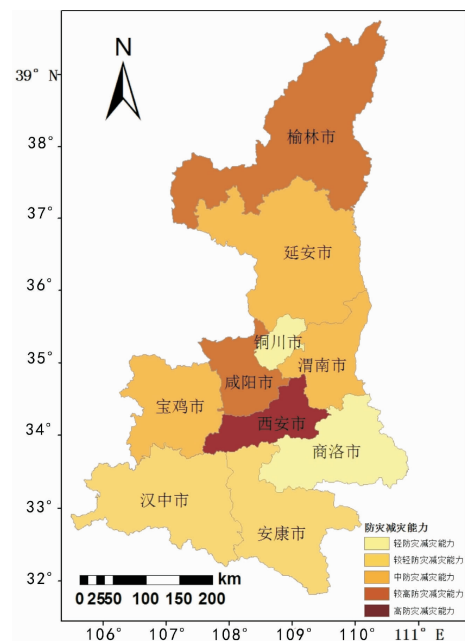 N
39° N
38°
37°
36°
35°
34°
33°
32°
榆林市
延安市
铜川市
渭南市
咸阳市
宝鸡市
西安市
商洛市
汉中市
安康市
防灾减灾能力
轻防灾减灾能力
较轻防灾减灾能力
中防灾减灾能力
较高防灾减灾能力
高防灾减灾能力
km
0 2550 100 150 200
106° 107° 108° 109° 110° 111° E